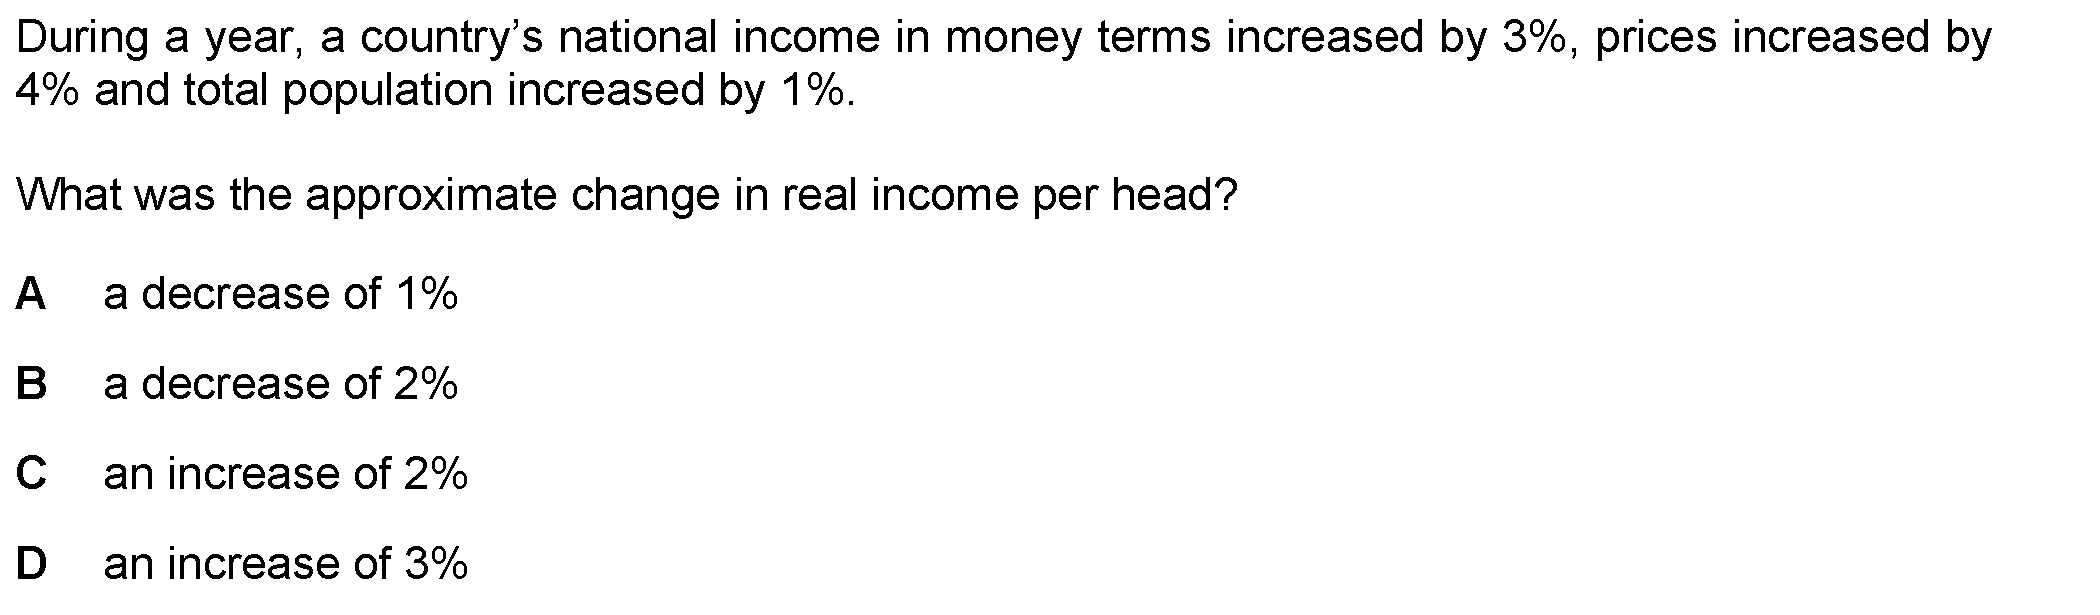 During a year, a country’s national income in money terms increased by 3%, prices increased by
4% and total population increased by 1%.
What was the approximate change in real income per head?
A a decrease of 1%
B a decrease of 2%
C an increase of 2%
D an increase of 3%